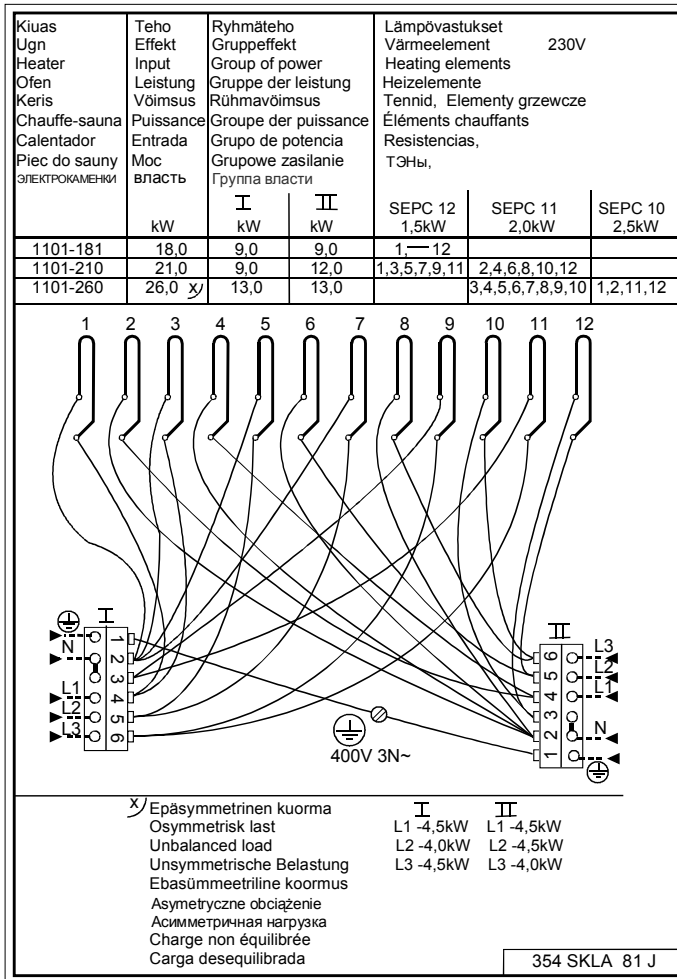 Kiuas Teho Ryhmäteho Lämpövastukset
Ugn Effekt Gruppeffekt Värmeelement 230V
Heater Input Group of power Heating elements
Ofen Leistung Gruppe der leistung Heizelemente
Keris Vöimsus Rühmavöimsus Tennid, Elementy grzewcze
Chauffe-sauna Puissance Groupe der puissance Éléments chauffants
Calentador Entrada Grupo de potencia Resistencias,
Piec do sauny Moc Grupowe zasilanie ТЭНы,
ЭЛЕКТРОКАМЕНКИ власть Группа власти
I II SEPC 12 SEPC 11 SEPC 10
kW kW kW 1,5kW 2,0kW 2,5kW
1101-181 18,0 9,0 9,0 1,— 12
1101-210 21,0 9,0 12,0 1,3,5,7,9,11 2,4,6,8,10,12
1101-260 26,0 x) 13,0 13,0 3,4,5,6,7,8,9,10 1,2,11,12
1 2 3 4 5 6 7 8 9 10 11 12
I
1
N 2
3
L1 4
L2 5
L3 6
II
6 L3
5 L2
4 L1
3
2 N
1
400V 3N~
x) Epäsymmetrinen kuorma I II
Osymmetrisk last L1 -4,5kW L1 -4,5kW
Unbalanced load L2 -4,0kW L2 -4,5kW
Unsymmetrische Belastung L3 -4,5kW L3 -4,0kW
Ebasümmeetriline koormus
Asymetryczne obciążenie
Асимметричная нагрузка
Charge non équilibrée
Carga desequilibrada
354 SKLA 81 J